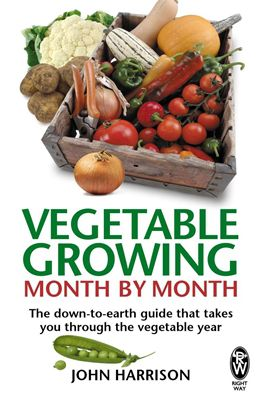 VEGETABLE
GROWING
MONTH BY MONTH
The down-to-earth guide that takes
you through the vegetable year
JOHN HARRISON
RW
RIGHT
WAY